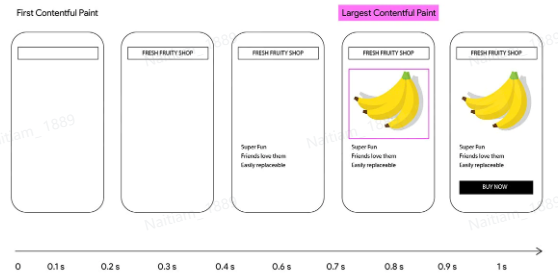 First Contentful Paint
Largest Contentful Paint
FRESH FRUITY SHOP
FRESH FRUITY SHOP
FRESH FRUITY SHOP
FRESH FRUITY SHOP
Super Fun
Friends love them
Easily replaceable
Super Fun
Friends love them
Easily replaceable
Super Fun
Friends love them
Easily replaceable
BUY NOW
0 0.1 s 0.2 s 0.3 s 0.4 s 0.6 s 0.7 s 0.8 s 0.9 s 1 s
Naitiam_ 1889